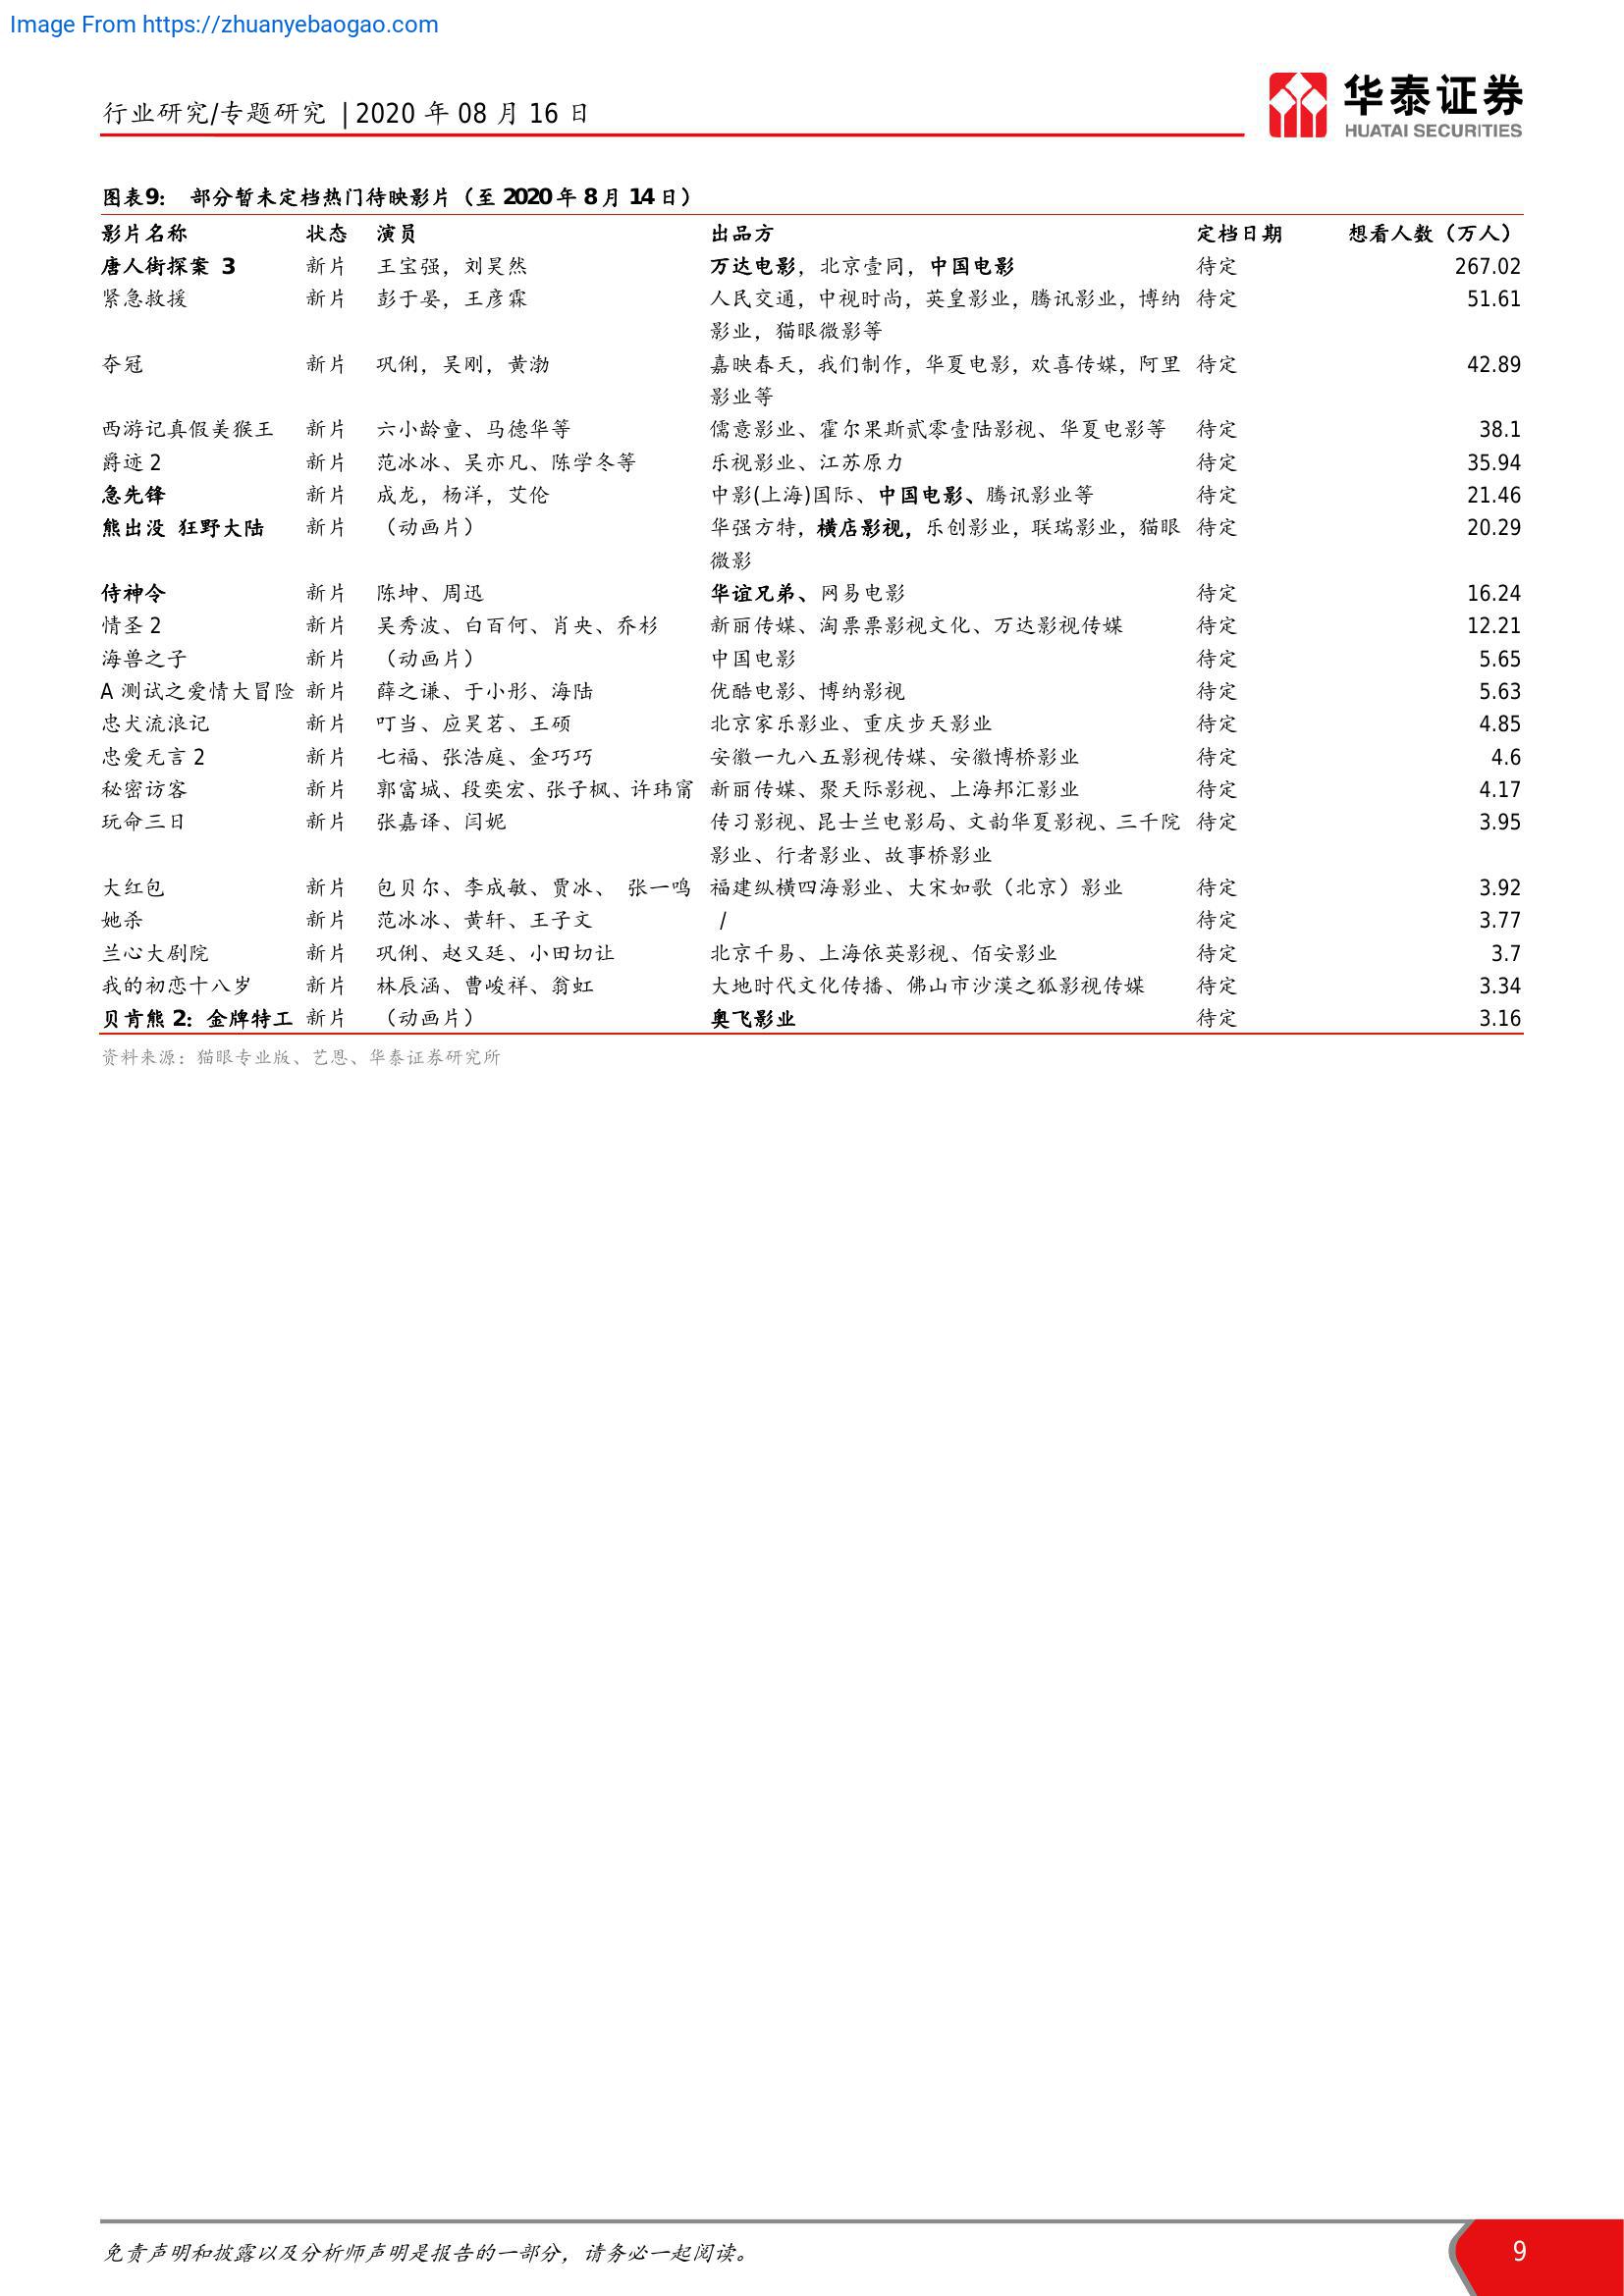 Image From https://zhuanyebaogao.com
行业研究/专题研究 | 2020 年 08 月 16 日
华泰证券
HUATAI SECURITIES
图表9： 部分暂未定档热门待映影片（至 2020 年 8 月 14 日）
影片名称 状态 演员 出品方 定档日期 想看人数（万人）
唐人街探案 3 新片 王宝强，刘昊然 万达电影，北京壹同，中国电影 待定 267.02
紧急救援 新片 彭于晏，王彦霖 人民交通，中视时尚，英皇影业，腾讯影业，博纳 待定 51.61
影业，猫眼微影等
夺冠 新片 巩俐，吴刚，黄渤 嘉映春天，我们制作，华夏电影，欢喜传媒，阿里 待定 42.89
影业等
西游记真假美猴王 新片 六小龄童、马德华等 儒意影业、霍尔果斯贰零壹陆影视、华夏电影等 待定 38.1
爵迹 2 新片 范冰冰、吴亦凡、陈学冬等 乐视影业、江苏原力 待定 35.94
急先锋 新片 成龙，杨洋，艾伦 中影(上海)国际、中国电影、腾讯影业等 待定 21.46
熊出没 狂野大陆 新片 （动画片） 华强方特，横店影视，乐创影业，联瑞影业，猫眼 待定 20.29
微影
侍神令 新片 陈坤、周迅 华谊兄弟、网易电影 待定 16.24
情圣 2 新片 吴秀波、白百何、肖央、乔杉 新丽传媒、淘票票影视文化、万达影视传媒 待定 12.21
海兽之子 新片 （动画片） 中国电影 待定 5.65
A 测试之爱情大冒险 新片 薛之谦、于小彤、海陆 优酷电影、博纳影视 待定 5.63
忠犬流浪记 新片 叮当、应昊茗、王硕 北京家乐影业、重庆步天影业 待定 4.85
忠爱无言 2 新片 七福、张浩庭、金巧巧 安徽一九八五影视传媒、安徽博桥影业 待定 4.6
秘密访客 新片 郭富城、段奕宏、张子枫、许玮甯 新丽传媒、聚天际影视、上海邦汇影业 待定 4.17
玩命三日 新片 张嘉译、闫妮 传习影视、昆士兰电影局、文韵华夏影视、三千院 待定 3.95
影业、行者影业、故事桥影业
大红包 新片 包贝尔、李成敏、贾冰、 张一鸣 福建纵横四海影业、大宋如歌（北京）影业 待定 3.92
她杀 新片 范冰冰、黄轩、王子文 / 待定 3.77
兰心大剧院 新片 巩俐、赵又廷、小田切让 北京千易、上海依英影视、佰安影业 待定 3.7
我的初恋十八岁 新片 林辰涵、曹峻祥、翁虹 大地时代文化传播、佛山市沙漠之狐影视传媒 待定 3.34
贝肯熊 2：金牌特工 新片 （动画片） 奥飞影业 待定 3.16
资料来源：猫眼专业版、艺恩、华泰证券研究所
免责声明和披露以及分析师声明是报告的一部分，请务必一起阅读。
9